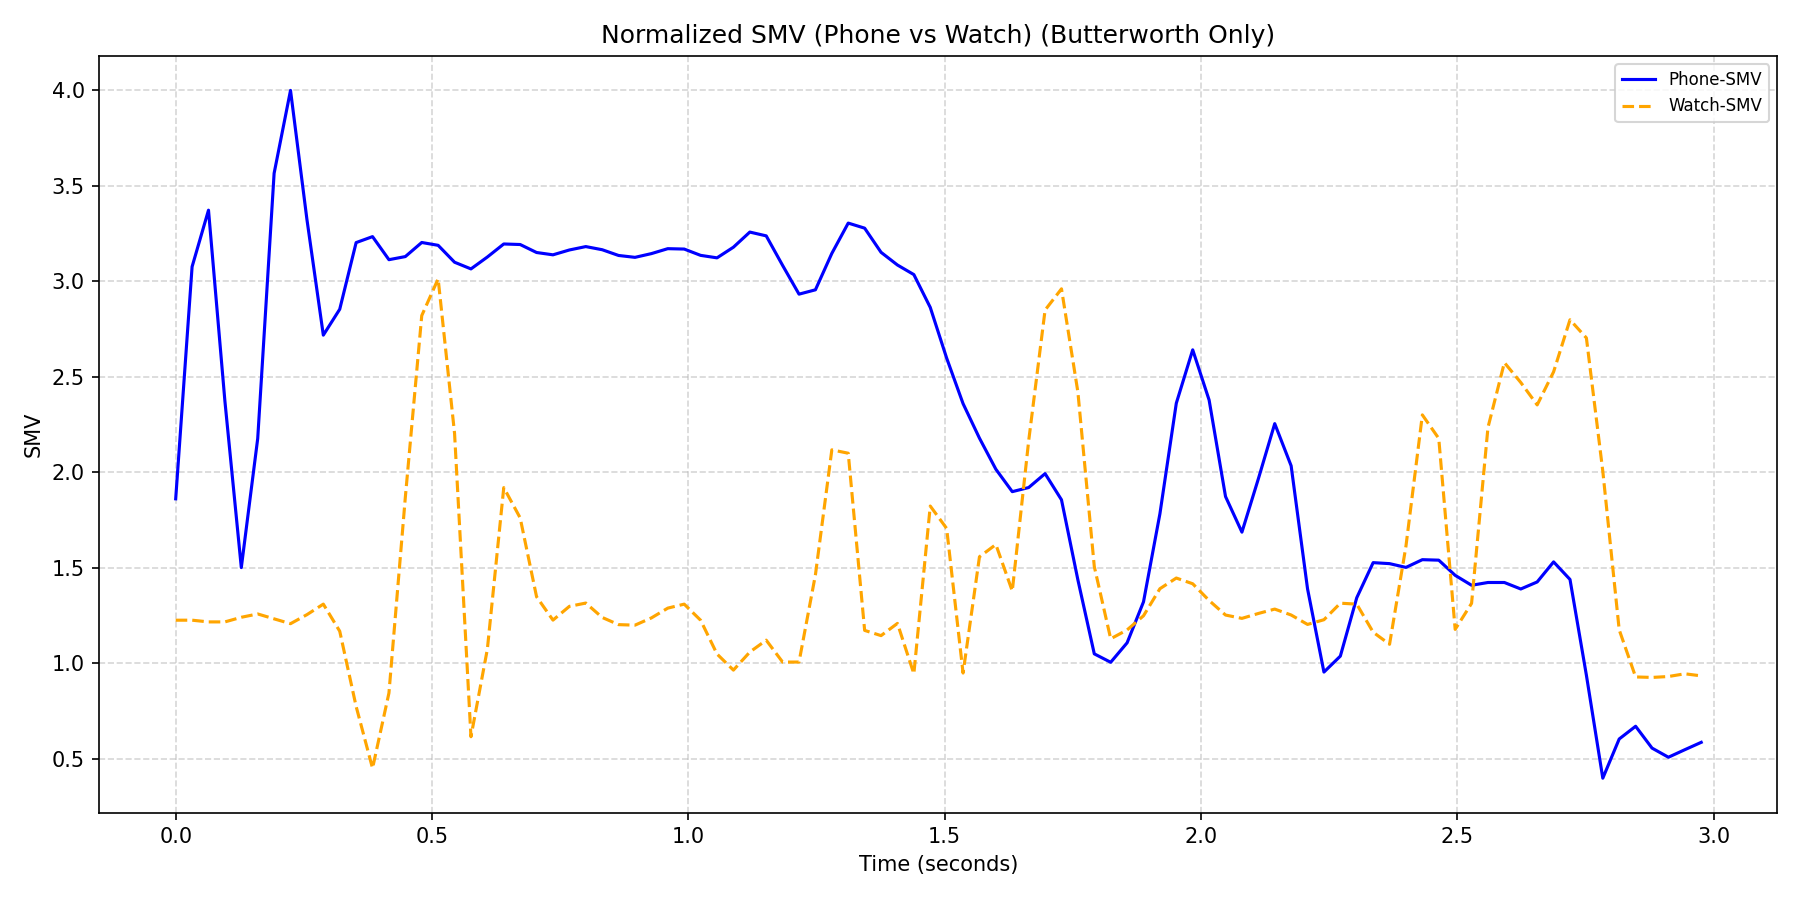 Normalized SMV (Phone vs Watch) (Butterworth Only)
Phone-SMV
Watch-SMV
4.0
3.5
3.0
2.5
2.0
1.5
1.0
0.5
SMV
0.0 0.5 1.0 1.5 2.0 2.5 3.0
Time (seconds)